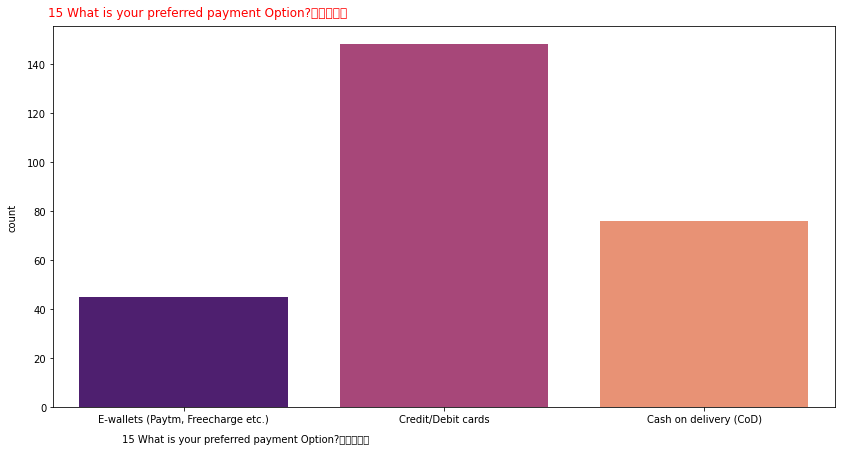 15 What is your preferred payment Option?
140
120
100
80
60
40
20
0
count
E-wallets (Paytm, Freecharge etc.)
Credit/Debit cards
Cash on delivery (CoD)
15 What is your preferred payment Option?